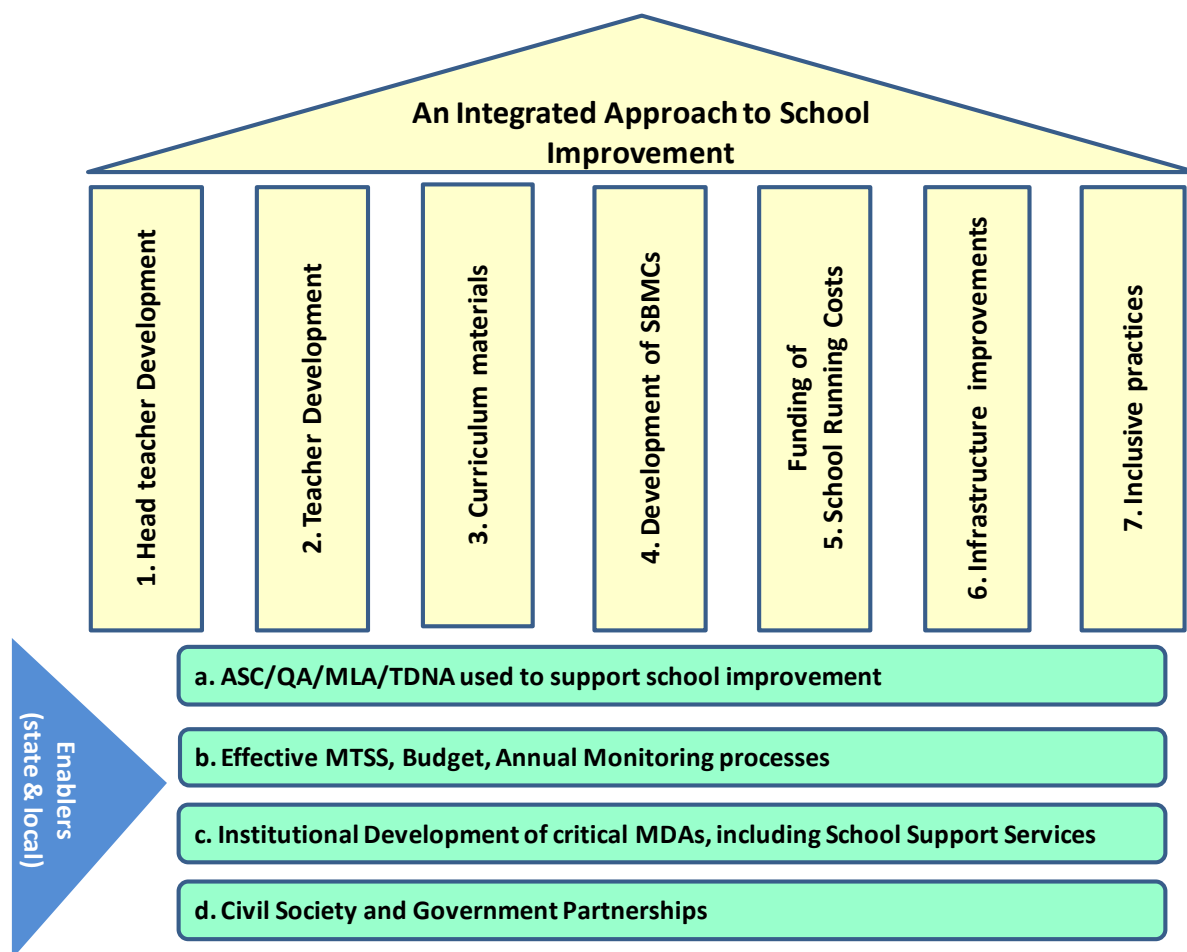 An Integrated Approach to School
Improvement
1. Head teacher Development
2. Teacher Development
3. Curriculum materials
4. Development of SBMCs
Funding of
5. School Running Costs
6. Infrastructure improvements
7. Inclusive practices
Enablers
(state & local)
a. ASC/QA/MLA/TDNA used to support school improvement
b. Effective MTSS, Budget, Annual Monitoring processes
c. Institutional Development of critical MDAs, including School Support Services
d. Civil Society and Government Partnerships